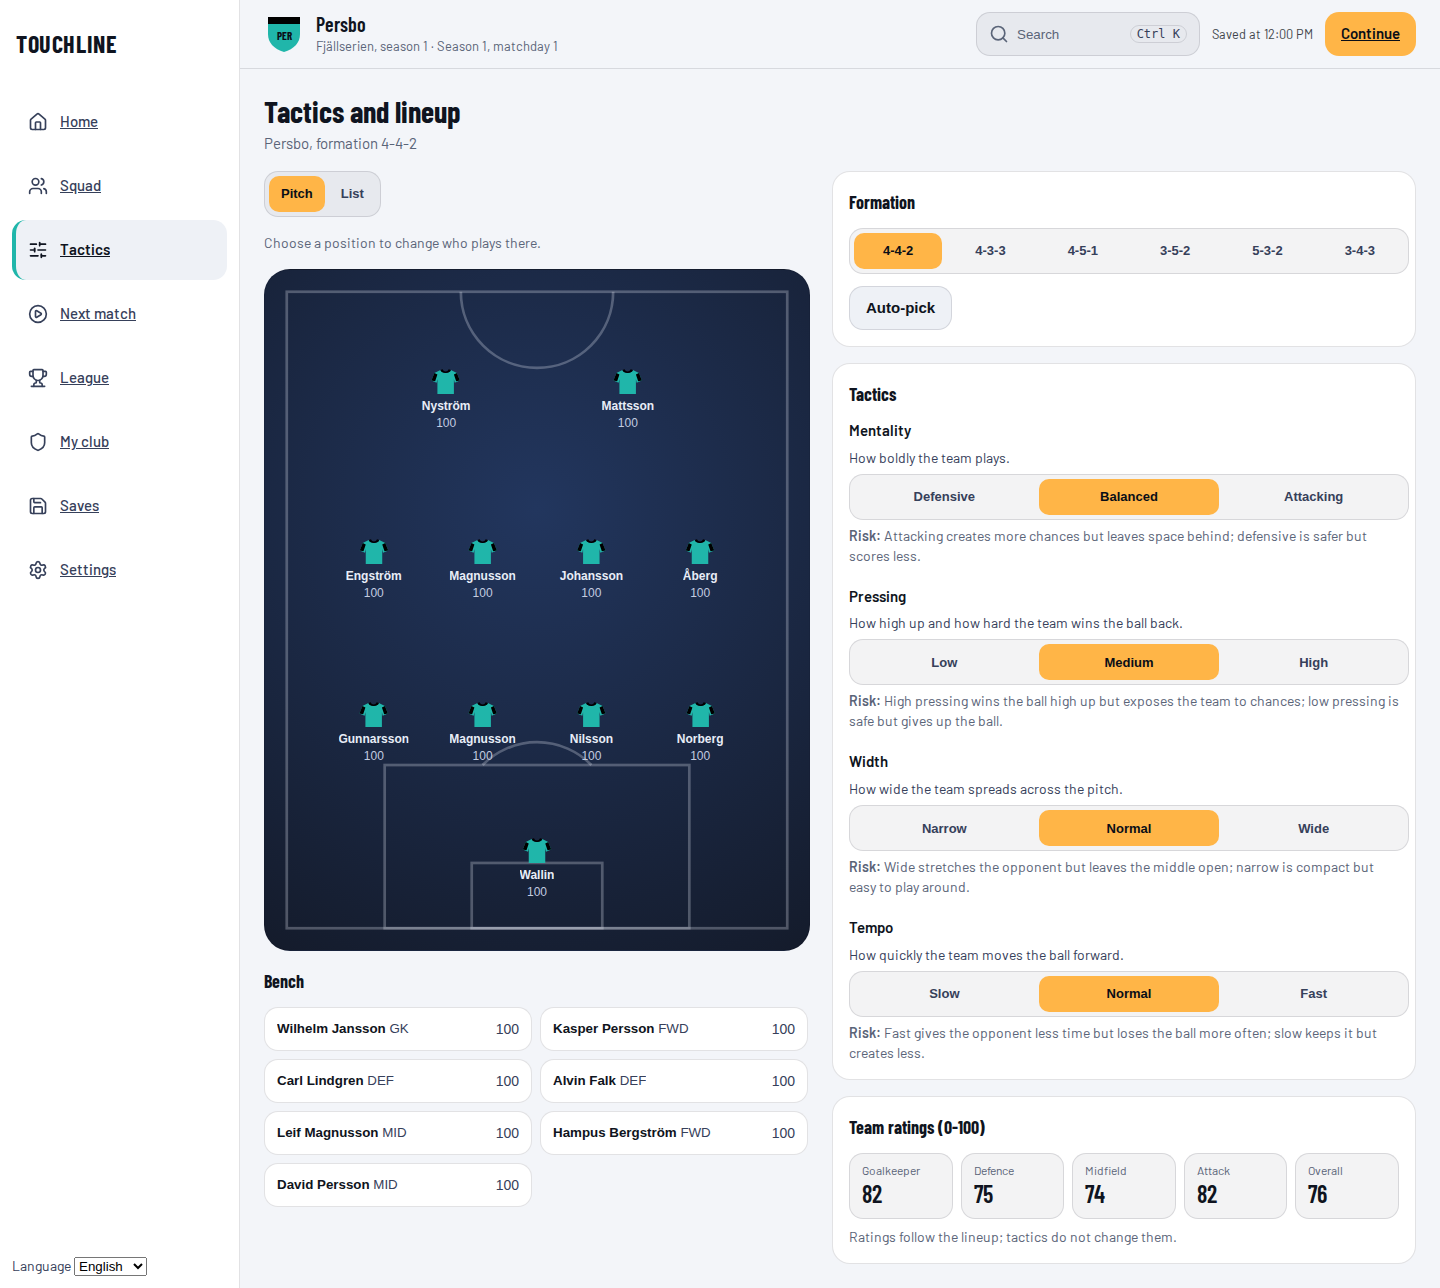 TOUCHLINE
Home
Squad
Tactics
Next match
League
My club
Saves
Settings
Language English
PER
Persbo
Fjällserien, season 1 · Season 1, matchday 1
Search Ctrl K
Saved at 12:00 PM
Continue
Tactics and lineup
Persbo, formation 4-4-2
Pitch List
Choose a position to change who plays there.
Nyström Mattsson
100 100
Engström Magnusson Johansson Åberg
100 100 100 100
Gunnarsson Magnusson Nilsson Norberg
100 100 100 100
Wallin
100
Bench
Wilhelm Jansson GK 100
Kasper Persson FWD 100
Carl Lindgren DEF 100
Alvin Falk DEF 100
Leif Magnusson MID 100
Hampus Bergström FWD 100
David Persson MID 100
Formation
4-4-2 4-3-3 4-5-1 3-5-2 5-3-2 3-4-3
Auto-pick
Tactics
Mentality
How boldly the team plays.
Defensive Balanced Attacking
Risk: Attacking creates more chances but leaves space behind; defensive is safer but
scores less.
Pressing
How high up and how hard the team wins the ball back.
Low Medium High
Risk: High pressing wins the ball high up but exposes the team to chances; low pressing is
safe but gives up the ball.
Width
How wide the team spreads across the pitch.
Narrow Normal Wide
Risk: Wide stretches the opponent but leaves the middle open; narrow is compact but
easy to play around.
Tempo
How quickly the team moves the ball forward.
Slow Normal Fast
Risk: Fast gives the opponent less time but loses the ball more often; slow keeps it but
creates less.
Team ratings (0-100)
Goalkeeper Defence Midfield Attack Overall
82 75 74 82 76
Ratings follow the lineup; tactics do not change them.